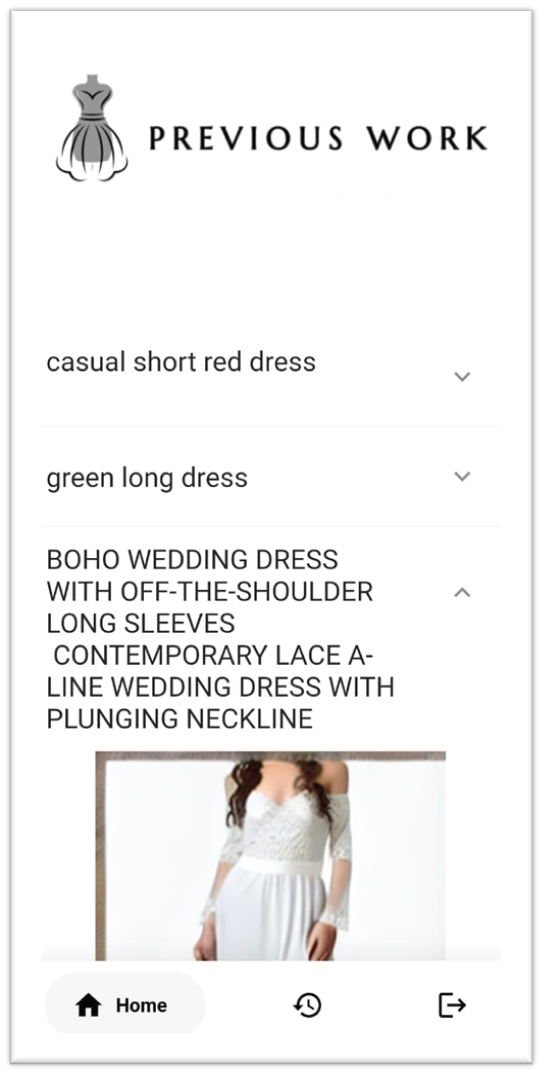 PREVIOUS WORK
casual short red dress
green long dress
BOHO WEDDING DRESS
WITH OFF-THE-SHOULDER
LONG SLEEVES
CONTEMPORARY LACE A-
LINE WEDDING DRESS WITH
PLUNGING NECKLINE
Home